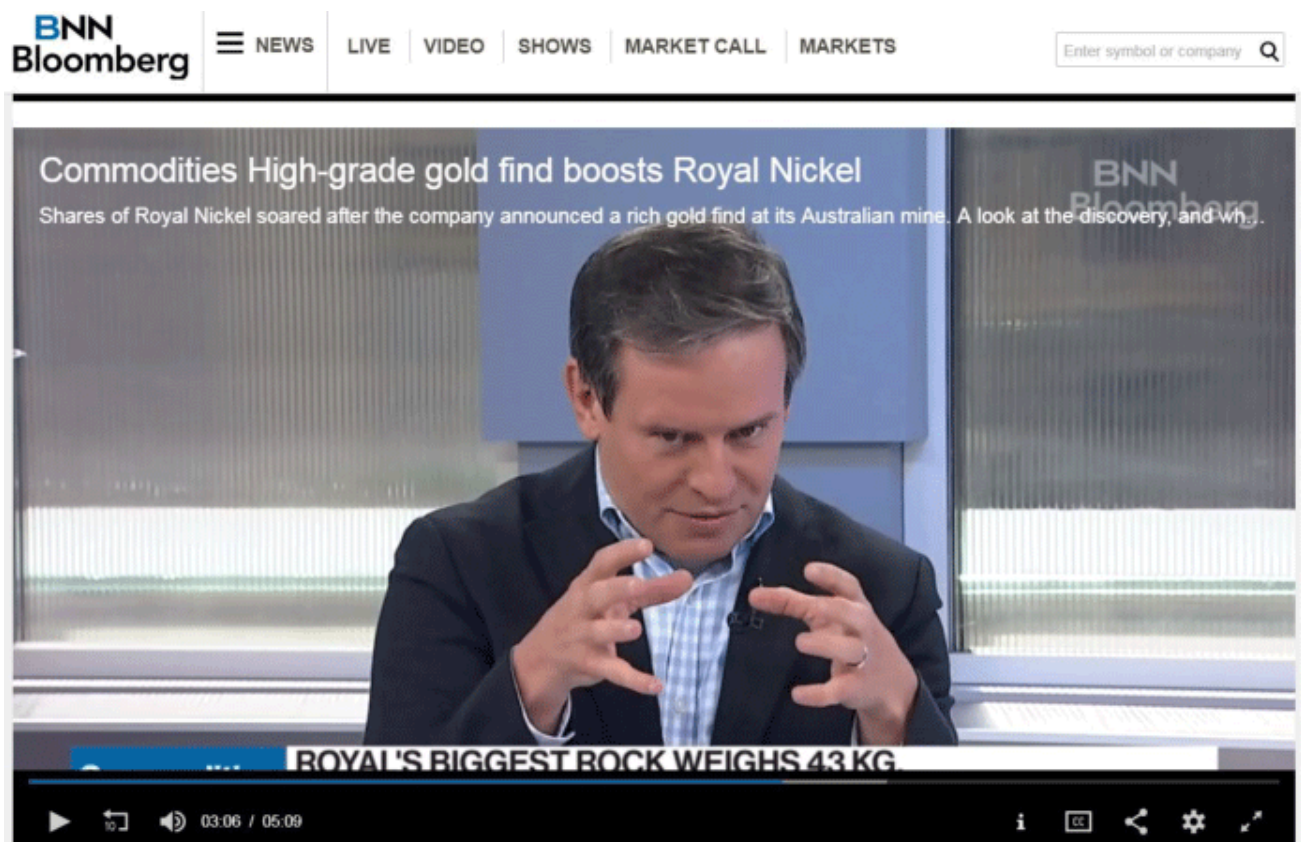 BNN
Bloomberg
NEWS
LIVE
VIDEO
SHOWS
MARKET CALL
MARKETS
Enter symbol or company
Commodities High-grade gold find boosts Royal Nickel
BNN
Bloomberg
Shares of Royal Nickel soared after the company announced a rich gold find at its Australian mine. A look at the discovery, and wh...
ROYAL'S BIGGEST ROCK WEIGHS 43 KG.
10
03:06 / 05:09
i
CC